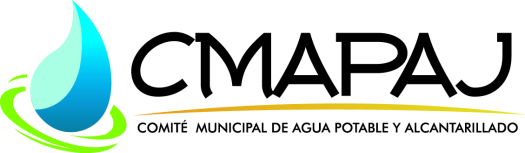 CMAPAJ
COMITÉ MUNICIPAL DE AGUA POTABLE Y ALCANTARILLADO